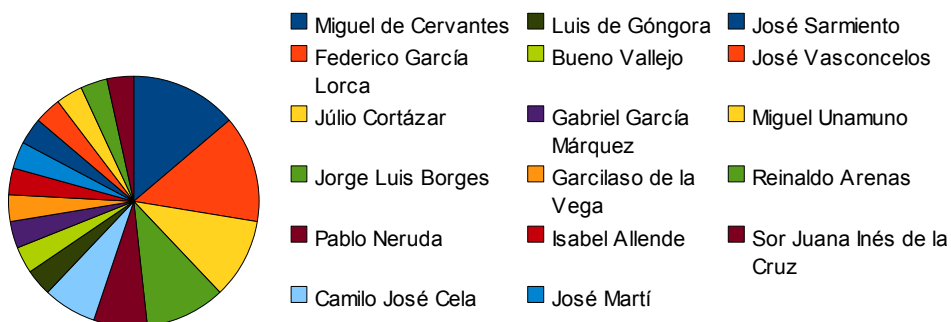 Miguel de Cervantes
Luis de Góngora
José Sarmiento
Federico García
Lorca
Bueno Vallejo
José Vasconcelos
Júlio Cortázar
Gabriel García
Márquez
Miguel Unamuno
Jorge Luis Borges
Garcilaso de la
Vega
Reinaldo Arenas
Pablo Neruda
Isabel Allende
Sor Juana Inés de la
Cruz
Camilo José Cela
José Martí